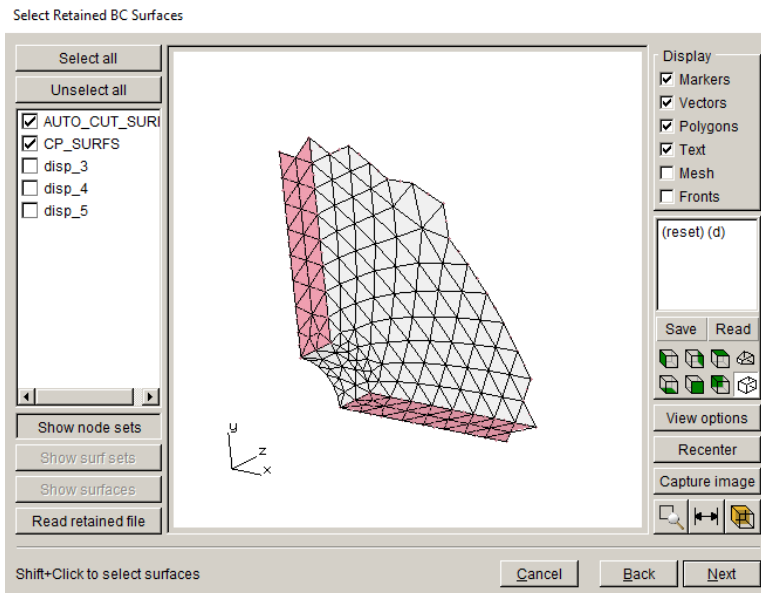 Select Retained BC Surfaces
Select all
Unselect all
AUTO_CUT_SURI
CP_SURFS
disp_3
disp_4
disp_5
Show node sets
Show surf sets
Show surfaces
Read retained file
y
z
x
Display
Markers
Vectors
Polygons
Text
Mesh
Fronts
(reset) (d)
Save Read
View options
Recenter
Capture image
Shift+Click to select surfaces
Cancel Back Next